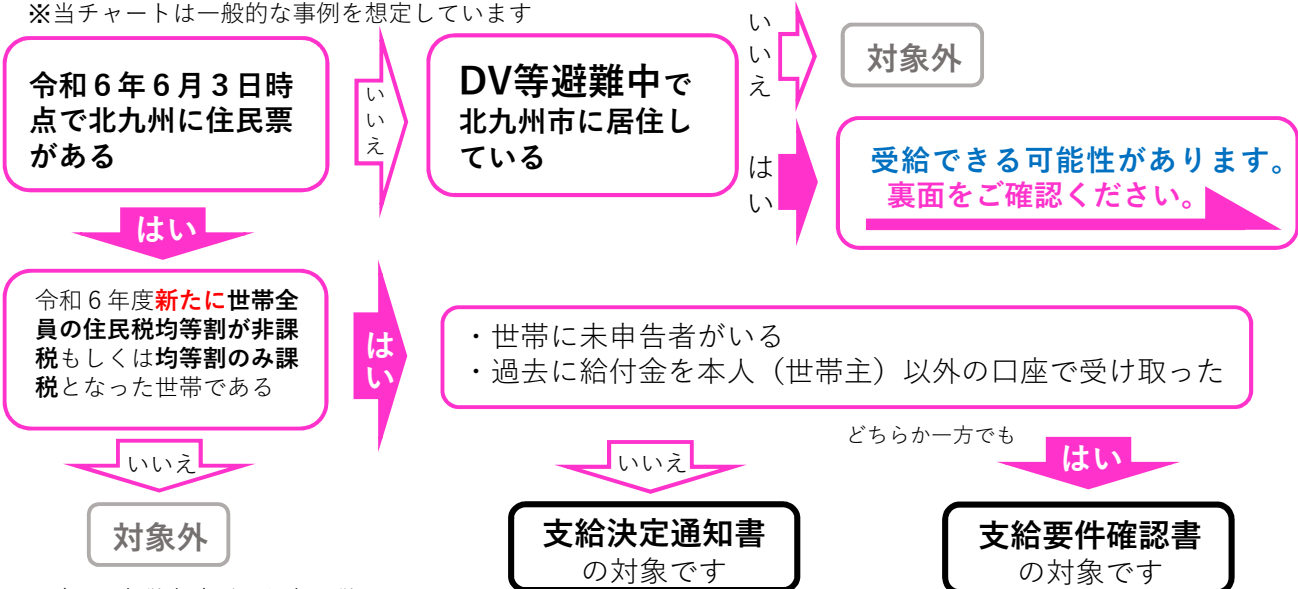 ※当チャートは一般的な事例を想定しています
令和６年６月３日時
点で北九州に住民票
がある
いいえ
DV等避難中で
北九州市に居住し
ている
いいえ
対象外
はい
受給できる可能性があります。
裏面をご確認ください。
はい
令和６年度新たに世帯全
員の住民税均等割が非課
税もしくは均等割のみ課
税となった世帯である
はい
・世帯に未申告者がいる
・過去に給付金を本人（世帯主）以外の口座で受け取った
いいえ
対象外
いいえ
支給決定通知書
の対象です
どちらか一方でも
はい
支給要件確認書
の対象です